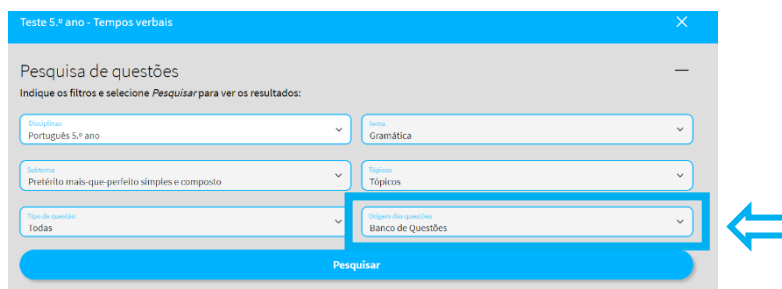 Teste 5.º ano - Tempos verbais
Pesquisa de questões
Indique os filtros e selecione Pesquisar para ver os resultados:
Disciplinas
Português 5.º ano
Tema
Gramática
Subtema
Pretérito mais-que-perfeito simples e composto
Tópicos
Tópicos
Tipo de questão
Todas
Origem das questões
Banco de Questões
Pesquisar